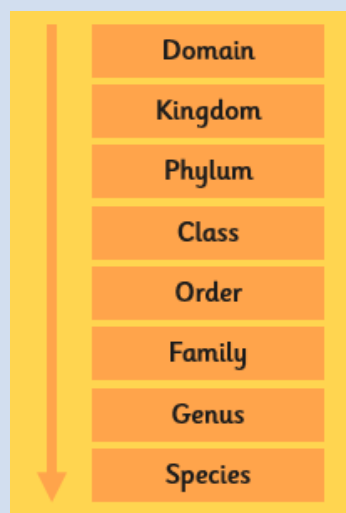 Domain
Kingdom
Phylum
Class
Order
Family
Genus
Species